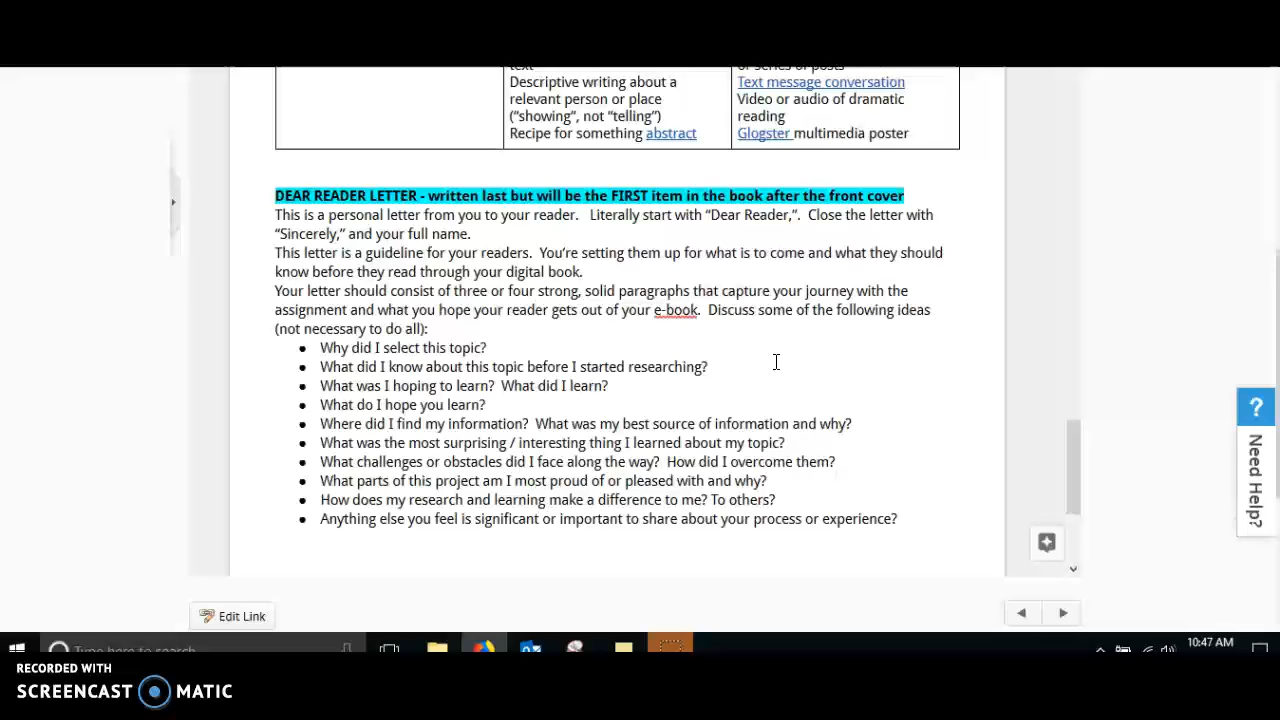 text
or series of posts
Descriptive writing about a
relevant person or place
("showing", not "telling")
Recipe for something abstract
Text message conversation
Video or audio of dramatic
reading
Glogster multimedia poster
DEAR READER LETTER - written last but will be the FIRST item in the book after the front cover
This is a personal letter from you to your reader.   Literally start with “Dear Reader,”.  Close the letter with
“Sincerely,” and your full name.
This letter is a guideline for your readers.  You’re setting them up for what is to come and what they should
know before they read through your digital book.
Your letter should consist of three or four strong, solid paragraphs that capture your journey with the
assignment and what you hope your reader gets out of your e-book.  Discuss some of the following ideas
(not necessary to do all):
● Why did I select this topic?
● What did I know about this topic before I started researching?
● What was I hoping to learn?  What did I learn?
● What do I hope you learn?
● Where did I find my information?  What was my best source of information and why?
● What was the most surprising / interesting thing I learned about my topic?
● What challenges or obstacles did I face along the way?  How did I overcome them?
● What parts of this project am I most proud of or pleased with and why?
● How does my research and learning make a difference to me? To others?
● Anything else you feel is significant or important to share about your process or experience?
? Need Help?
Edit Link
Type here to search
10:47 AM
RECORDED WITH
SCREENCAST MATIC